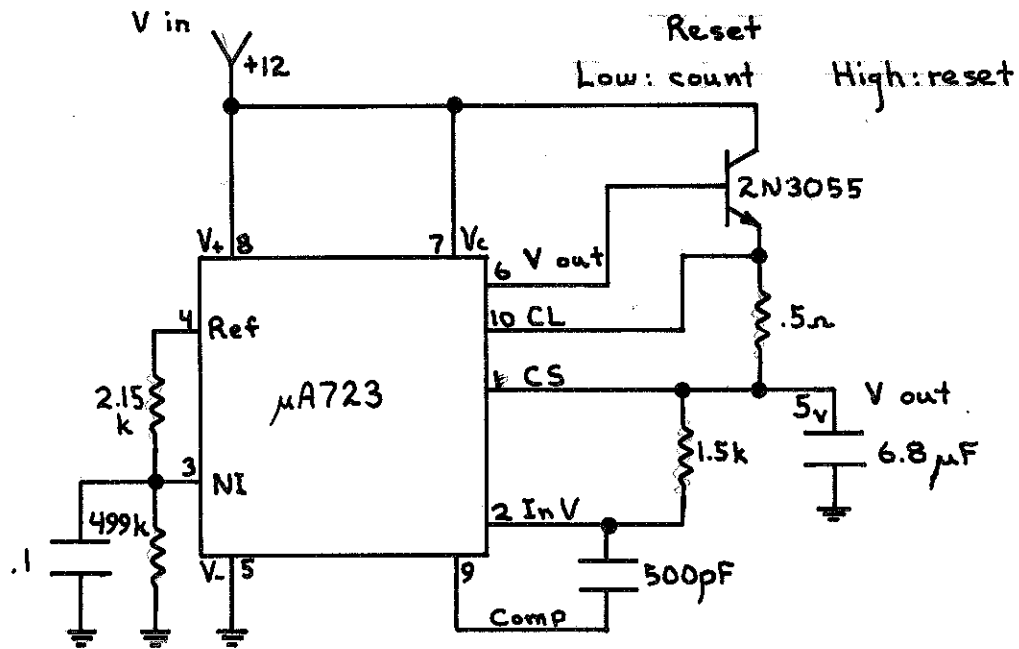 V in
Reset
+12
Low: count High: reset
2N3055
V+ 8
7 Vc
6 V out
4 Ref
10 CL
.5Ω
μA723
1 CS
2.15
k
5v
V out
1.5k
6.8 μF
3 NI
499k
2 InV
.1
V- 5
9
500pF
Comp